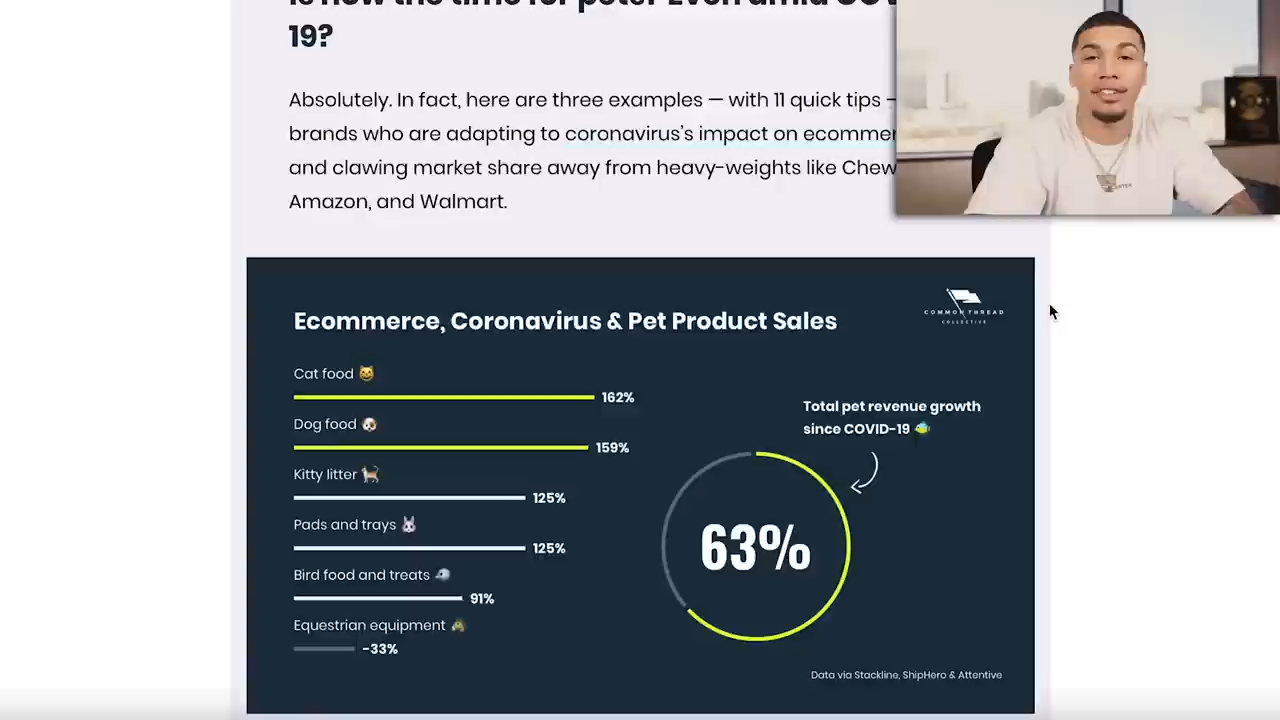 19?
Absolutely. In fact, here are three examples — with 11 quick tips –
brands who are adapting to coronavirus's impact on ecommer
and clawing market share away from heavy-weights like Chew
Amazon, and Walmart.
Ecommerce, Coronavirus & Pet Product Sales
COMMON THREAD
COLLECTIVE
Cat food 😺
162%
Dog food 🐶
159%
Kitty litter 🐈
125%
Pads and trays 🐰
125%
Bird food and treats
91%
Equestrian equipment
-33%
Total pet revenue growth
since COVID-19 🐠
63%
Data via Stackline, ShipHero & Attentive